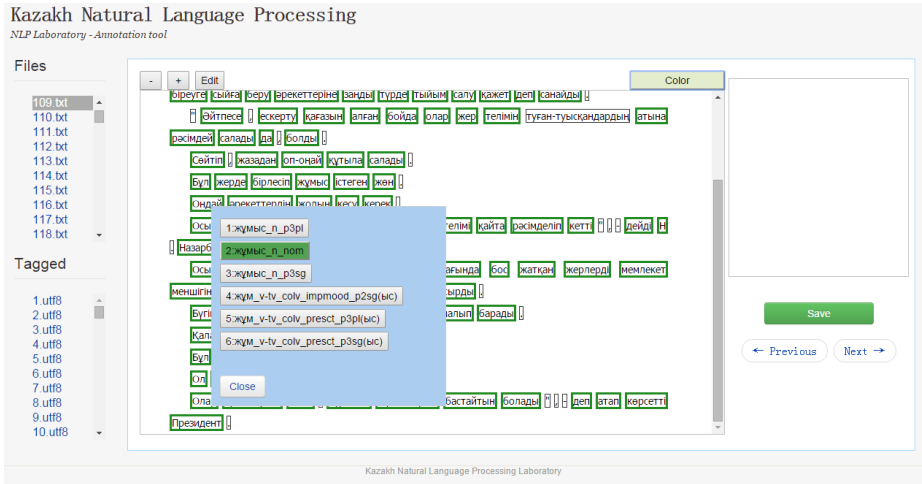 Kazakh Natural Language Processing
NLP Laboratory - Annotation tool
Files
109.txt
110.txt
111.txt
112.txt
113.txt
114.txt
115.txt
116.txt
117.txt
118.txt
Tagged
1.utf8
2.utf8
3.utf8
4.utf8
5.utf8
6.utf8
7.utf8
8.utf8
9.utf8
10.utf8
- + Edit Color
біреуге сыйға беру әрекеттеріне заңды түрде тыйым салу қажет деп санайды .
" Әйтпесе , ескерту қағазын алған бойда олар жер телімін туған-туысқандардың атына
рәсімдей салады да , болды .
Сөйтіп , жазадан оп-оңай құтыла салады .
Бұл жерде бірлесіп жұмыс істеген жөн .
Ондай әрекеттердің жолын кесу керек .
Осы телімі қайта рәсімделіп кетті " , - дейді Н
. Назарб
Осы бос жатқан жерлерді мемлекет
меншігін
барады .
Бұл
Ол
Ола бастайтын болады " , - деп атап көрсетті
Президент .
1:жұмыс_n_p3pl
2:жұмыс_n_nom
3:жұмыс_n_p3sg
4:жұм_v-tv_colv_impmood_p2sg(ыс)
5:жұм_v-tv_colv_presct_p3pl(ыс)
6:жұм_v-tv_colv_presct_p3sg(ыс)
Close
Save
← Previous Next →
Kazakh Natural Language Processing Laboratory